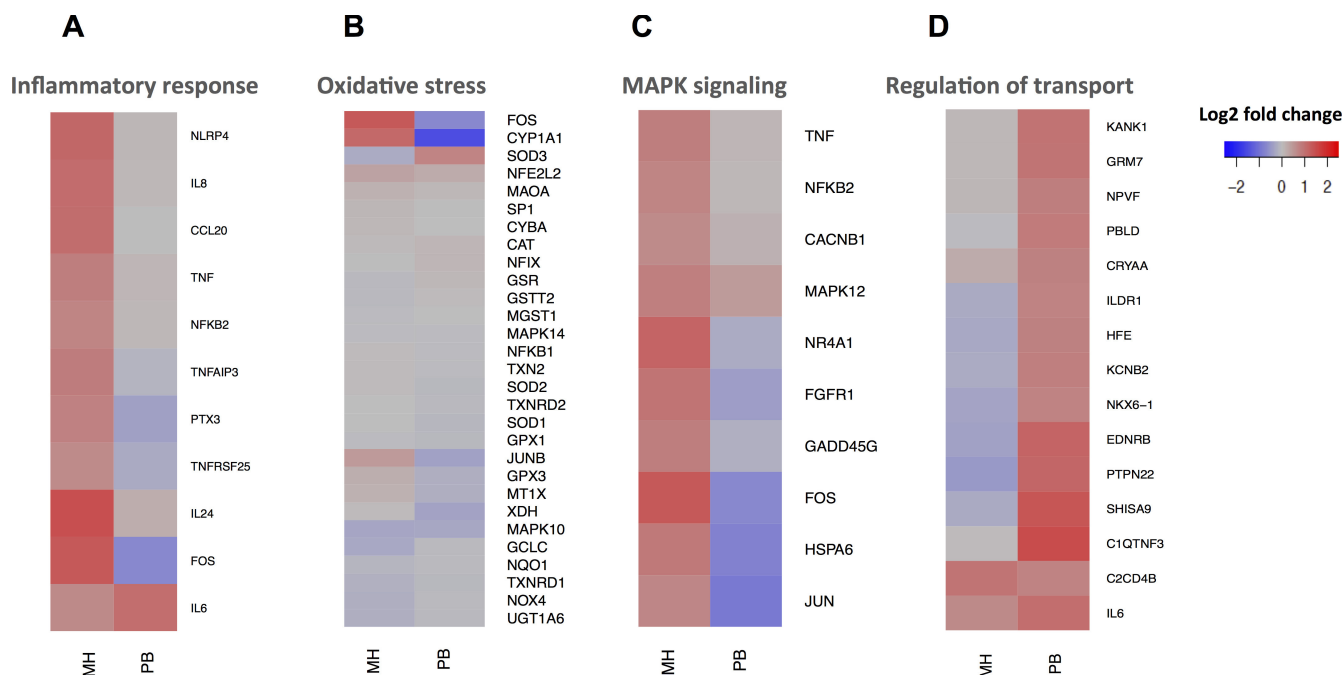 A
B
C
D
Inflammatory response
Oxidative stress
MAPK signaling
Regulation of transport
Log2 fold change
−2 0 1 2
NLRP4
IL8
CCL20
TNF
NFKB2
TNFAIP3
PTX3
TNFRSF25
IL24
FOS
IL6
MH
PB
FOS
CYP1A1
SOD3
NFE2L2
MAOA
SP1
CYBA
CAT
NFIX
GSR
GSTT2
MGST1
MAPK14
NFKB1
TXN2
SOD2
TXNRD2
SOD1
GPX1
JUNB
GPX3
MT1X
XDH
MAPK10
GCLC
NQO1
TXNRD1
NOX4
UGT1A6
MH
PB
TNF
NFKB2
CACNB1
MAPK12
NR4A1
FGFR1
GADD45G
FOS
HSPA6
JUN
MH
PB
KANK1
GRM7
NPVF
PBLD
CRYAA
ILDR1
HFE
KCNB2
NKX6−1
EDNRB
PTPN22
SHISA9
C1QTNF3
C2CD4B
IL6
MH
PB